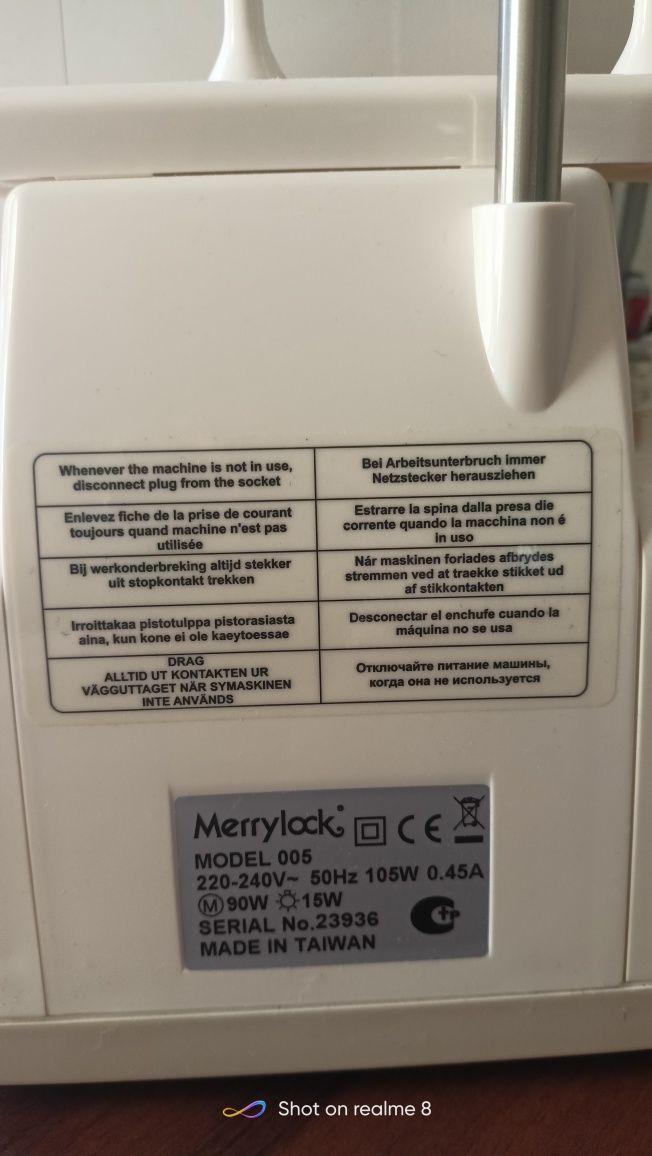 Whenever the machine is not in use,
disconnect plug from the socket
Bei Arbeitsunterbruch immer
Netzstecker herausziehen
Enlevez fiche de la prise de courant
toujours quand machine n'est pas
utilisée
Estrarre la spina dalla presa die
corrente quando la macchina non é
in uso
Bij werkonderbreking altijd stekker
uit stopkontakt trekken
Når maskinen foriades afbrydes
stremmen ved at traekke stikket ud
af stikkontakten
Irroittakaa pistotulppa pistorasiasta
aina, kun kone ei ole kaeytoessae
Desconectar el enchufe cuando la
máquina no se usa
DRAG
ALLTID UT KONTAKTEN UR
VÄGGUTTAGET NÄR SYMASKINEN
INTE ANVÄNDS
Отключайте питание машины,
когда она не используется
Merrylock
CE
MODEL 005
220-240V~ 50Hz 105W 0.45A
M 90W 15W
SERIAL No.23936
MADE IN TAIWAN
Shot on realme 8